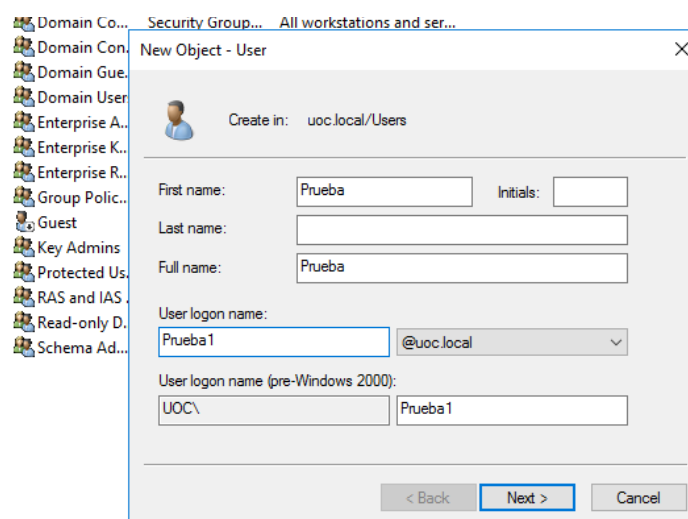 Domain Co... Security Group... All workstations and ser...
Domain Con.
Domain Gue.
Domain User
Enterprise A..
Enterprise K..
Enterprise R..
Group Polic..
Guest
Key Admins
Protected Us.
RAS and IAS .
Read-only D.
Schema Ad...
New Object - User
Create in: uoc.local/Users
First name: Prueba Initials:
Last name:
Full name: Prueba
User logon name:
Prueba1 @uoc.local
User logon name (pre-Windows 2000):
UOC\ Prueba1
< Back Next > Cancel